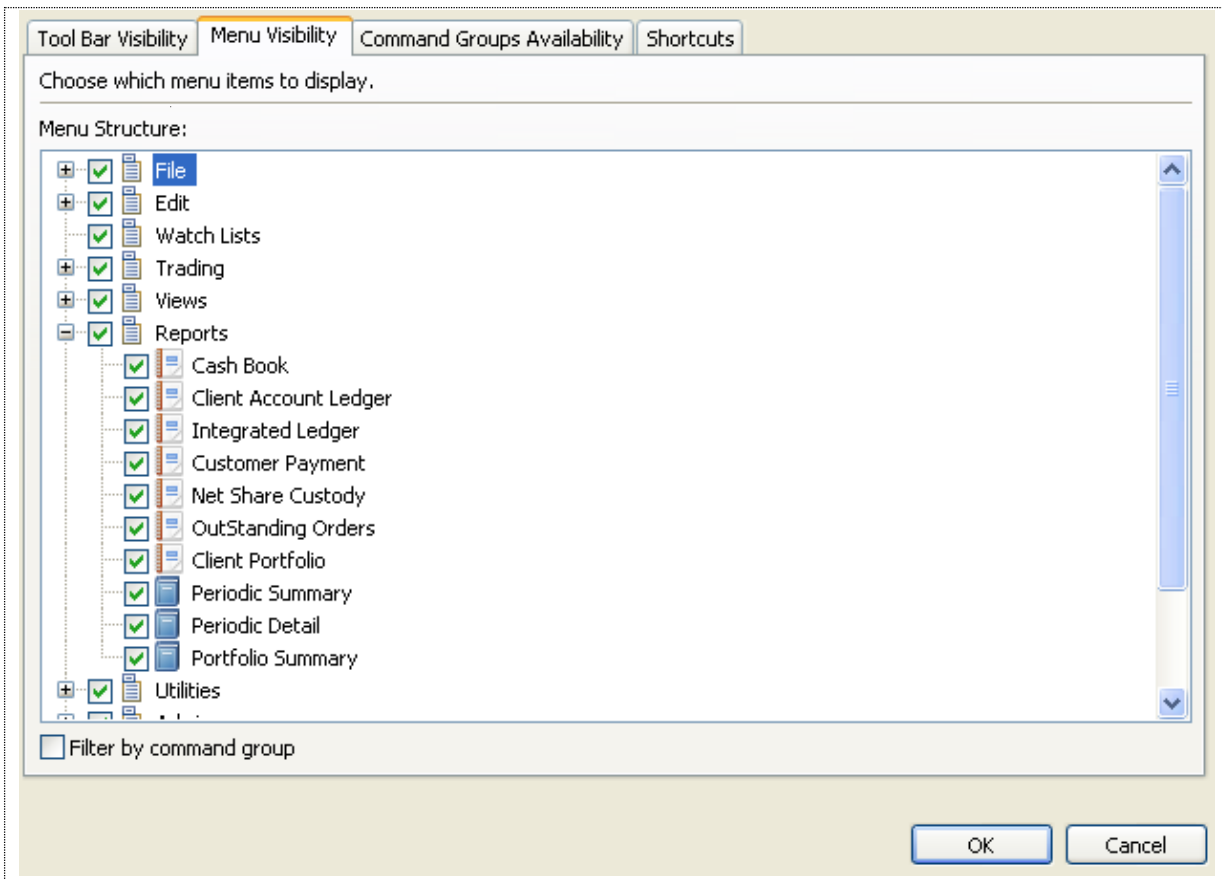 Tool Bar Visibility Menu Visibility Command Groups Availability Shortcuts
Choose which menu items to display.
Menu Structure:
File
Edit
Watch Lists
Trading
Views
Reports
Cash Book
Client Account Ledger
Integrated Ledger
Customer Payment
Net Share Custody
OutStanding Orders
Client Portfolio
Periodic Summary
Periodic Detail
Portfolio Summary
Utilities
Filter by command group
OK Cancel